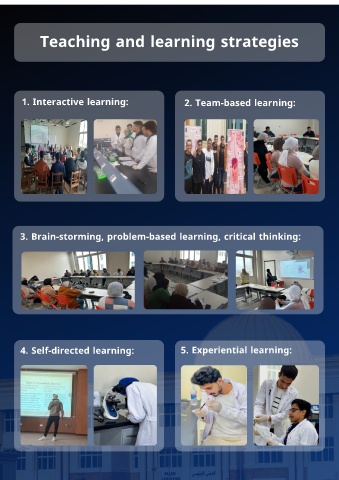 Teaching and learning strategies
1. Interactive learning:
2. Team-based learning:
3. Brain-storming, problem-based learning, critical thinking:
4. Self-directed learning:
5. Experiential learning: